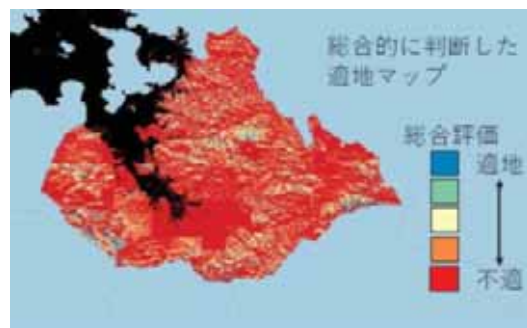 総合的に判断した
適地マップ
総合評価
適地
不適